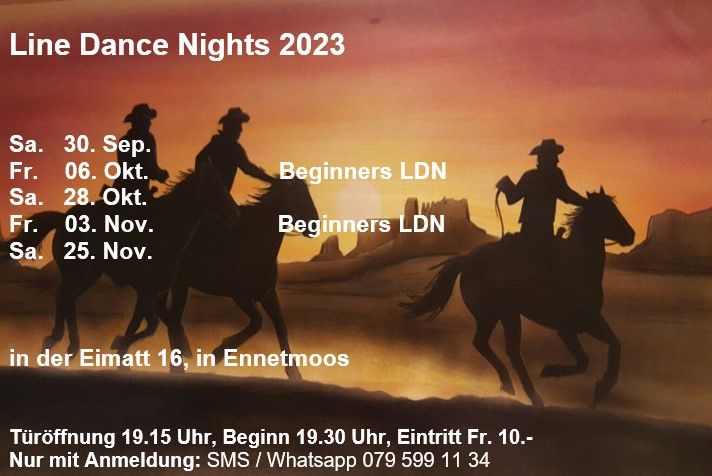 Line Dance Nights 2023
Sa. 30. Sep.
Fr. 06. Okt. Beginners LDN
Sa. 28. Okt.
Fr. 03. Nov. Beginners LDN
Sa. 25. Nov.
in der Eimatt 16, in Ennetmoos
Türöffnung 19.15 Uhr, Beginn 19.30 Uhr, Eintritt Fr. 10.-
Nur mit Anmeldung: SMS / Whatsapp 079 599 11 34